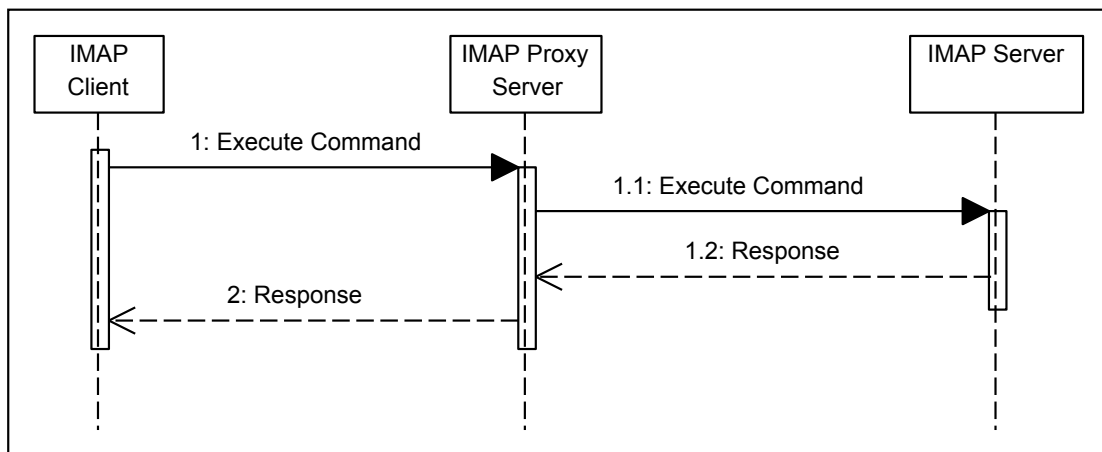 IMAP
Client
IMAP Proxy
Server
IMAP Server
1: Execute Command
1.1: Execute Command
1.2: Response
2: Response